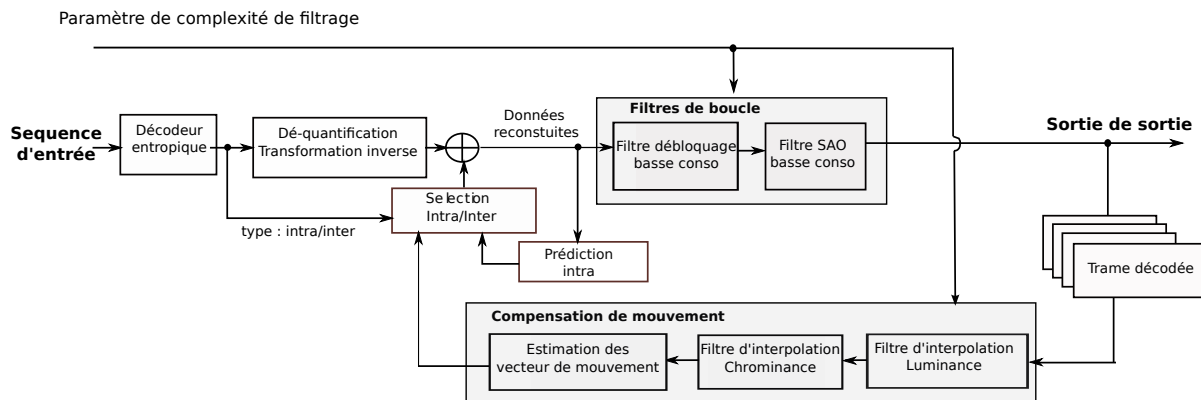 Paramètre de complexité de filtrage
Filtres de boucle
Données
reconstuites
Sequence
d'entrée
Décodeur
entropique
Dé-quantification
Transformation inverse
Filtre débloquage
basse conso
Filtre SAO
basse conso
Sortie de sortie
Selection
Intra/Inter
type : intra/inter
Prédiction
intra
Trame décodée
Compensation de mouvement
Estimation des
vecteur de mouvement
Filtre d'interpolation
Chrominance
Filtre d'interpolation
Luminance